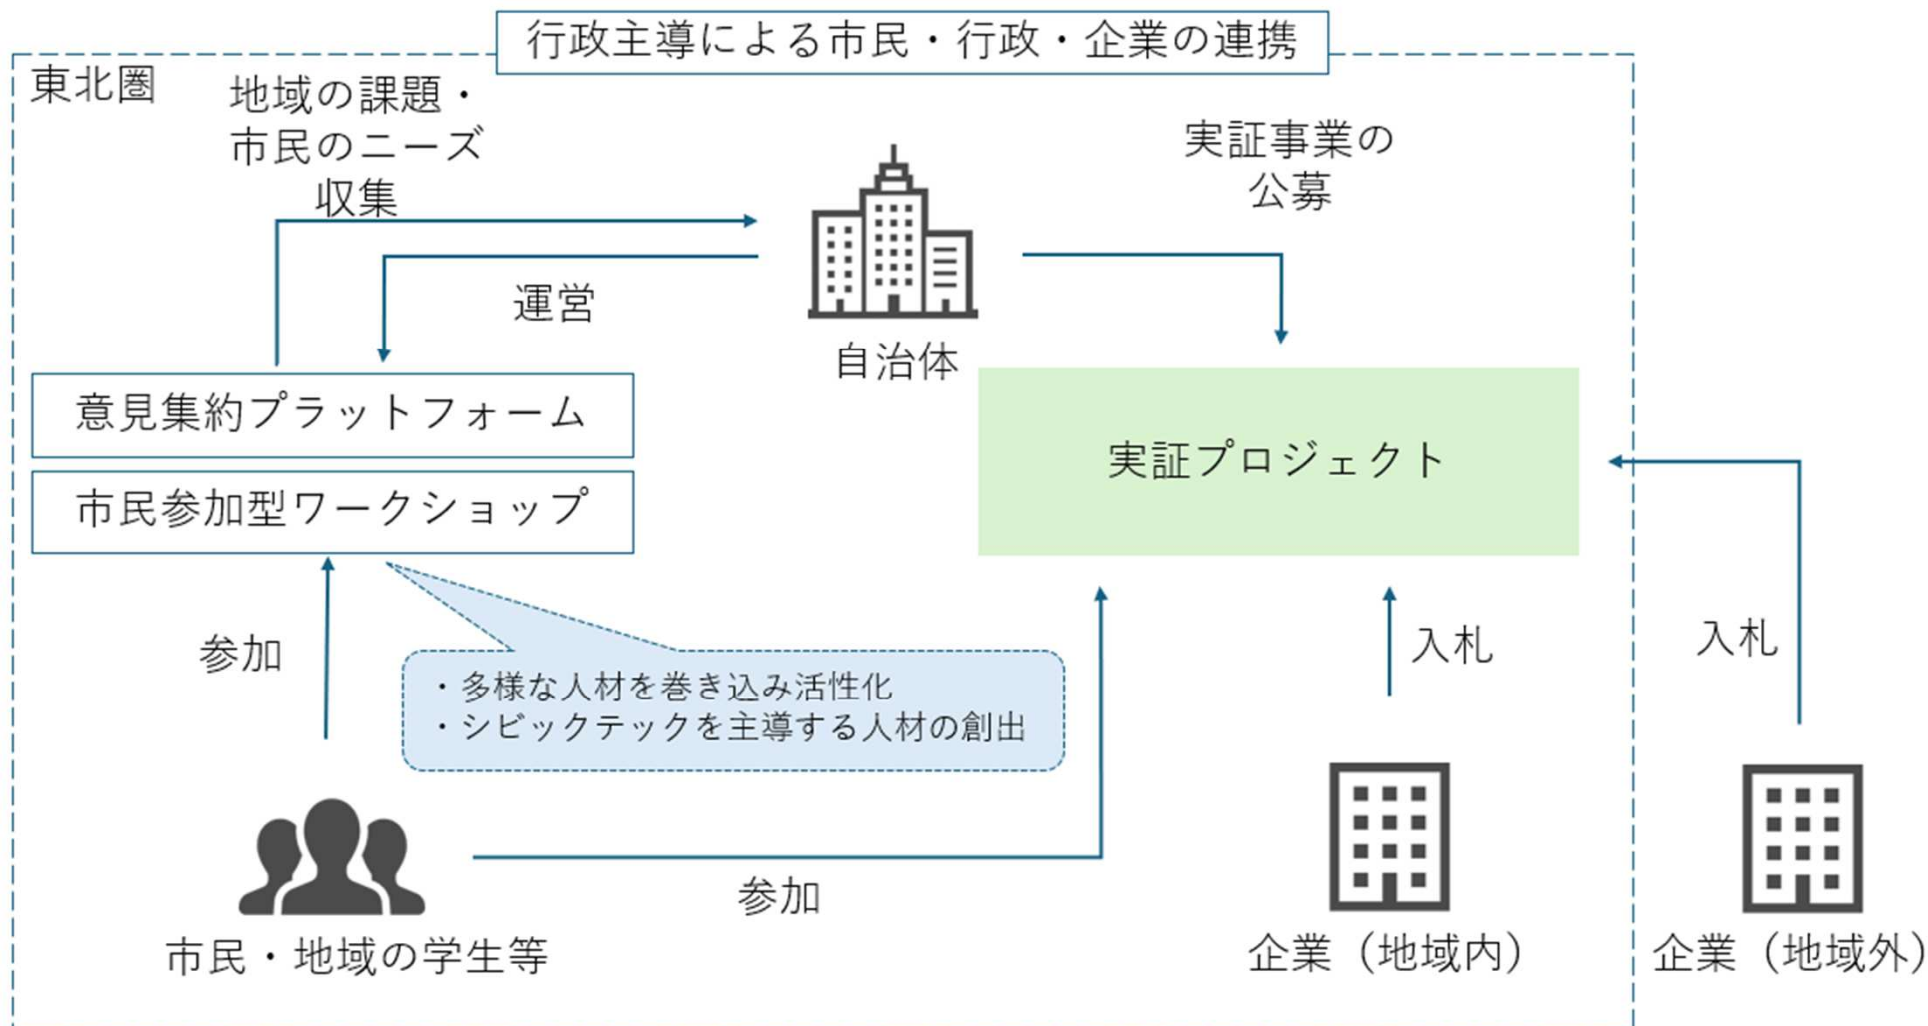 行政主導による市民・行政・企業の連携
東北圏
地域の課題・
市民のニーズ
収集
実証事業の
公募
運営
自治体
意見集約プラットフォーム
市民参加型ワークショップ
実証プロジェクト
参加
・多様な人材を巻き込み活性化
・シビックテックを主導する人材の創出
入札
入札
参加
市民・地域の学生等
企業（地域内）
企業（地域外）